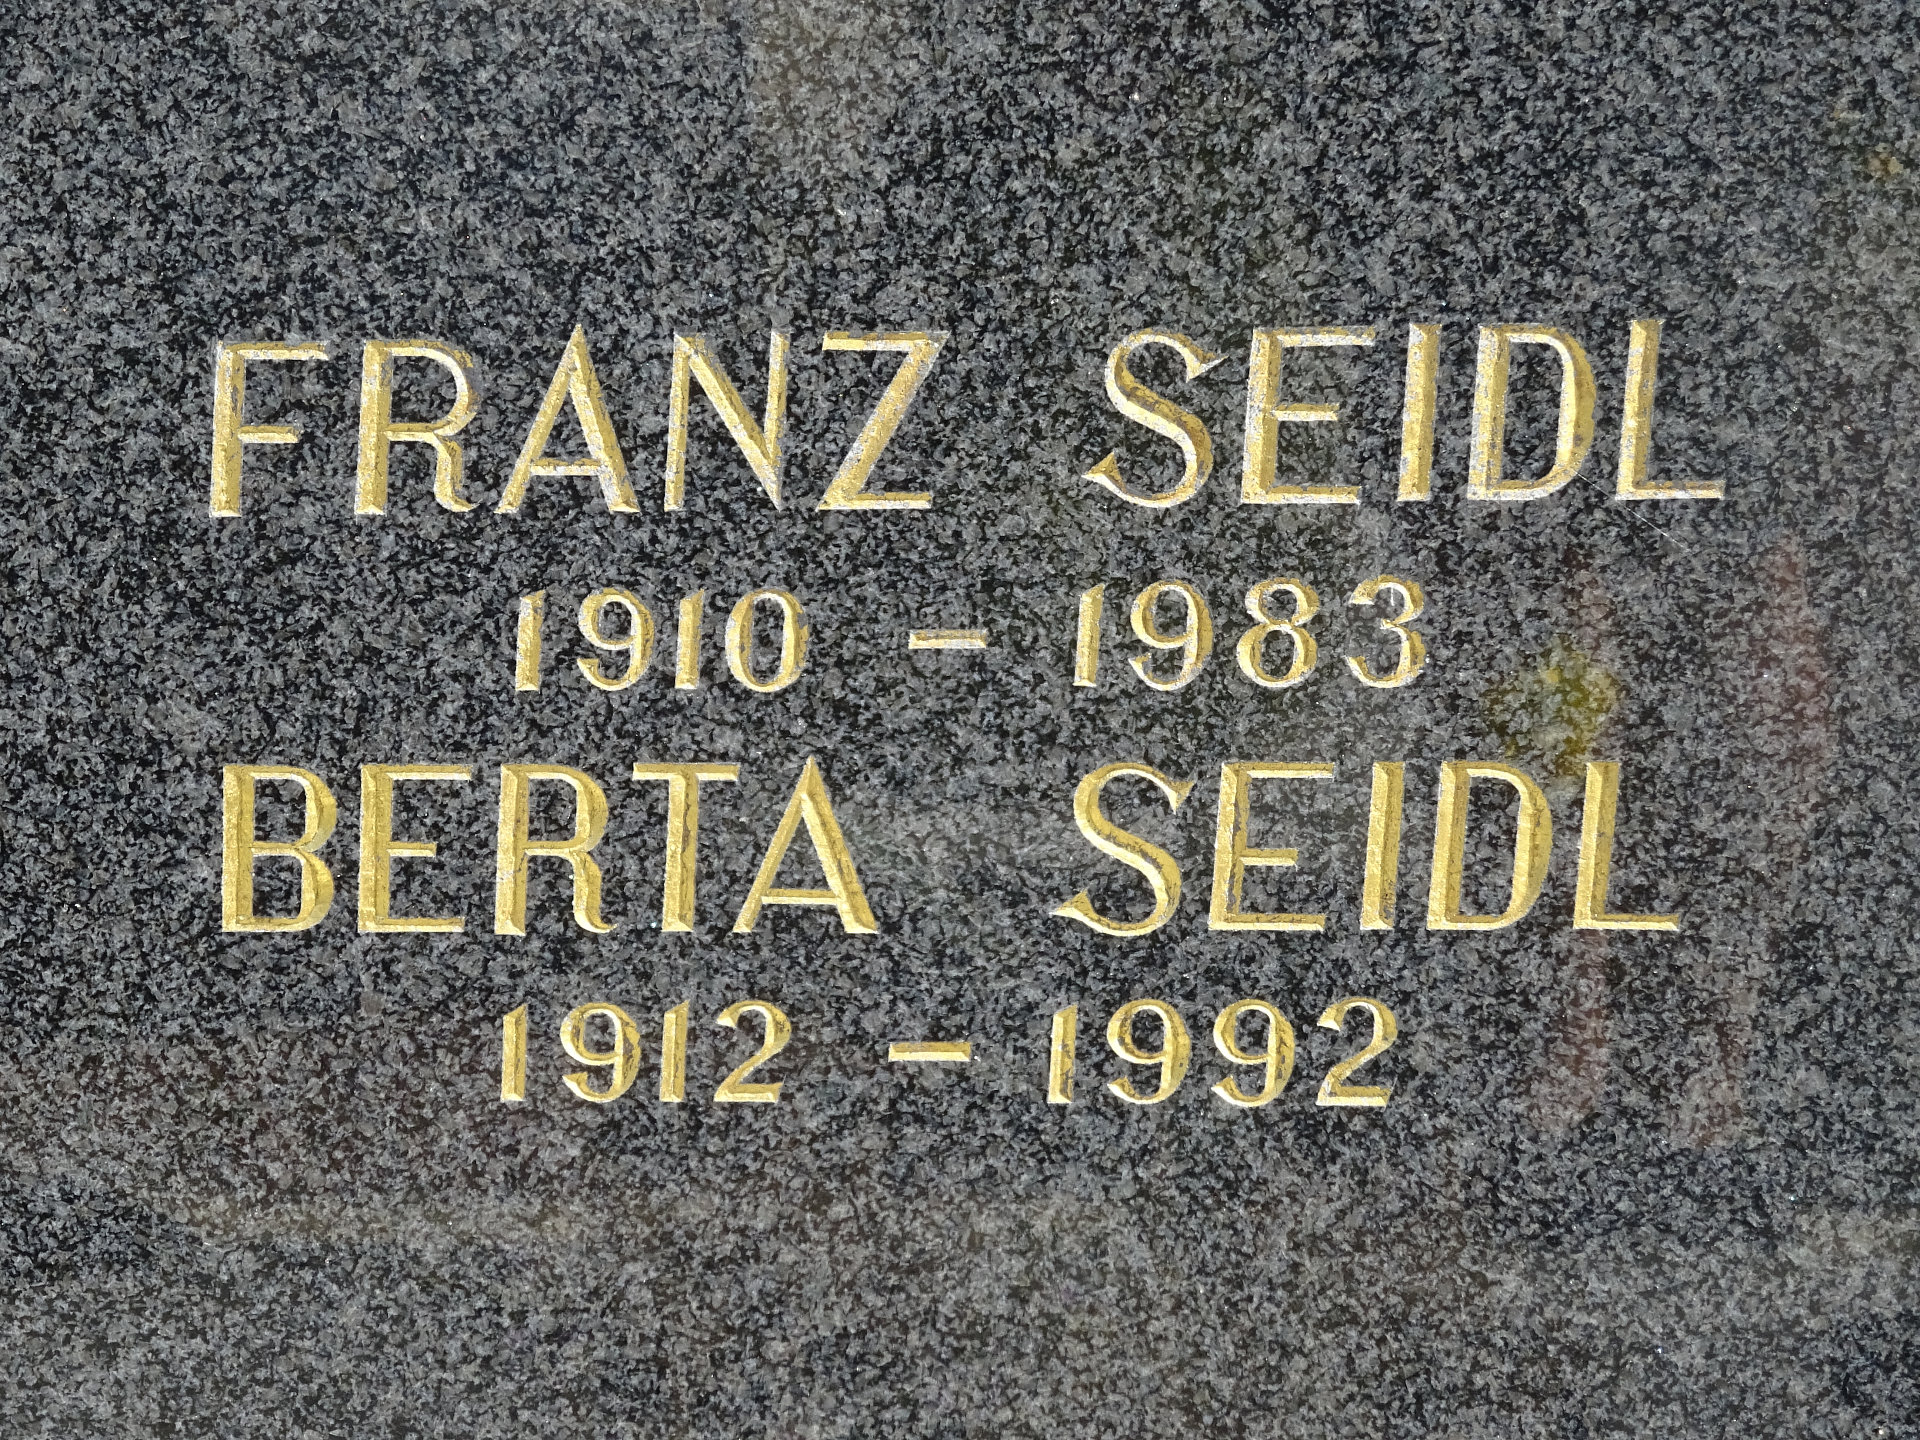 FRANZ SEIDL
1910 – 1983
BERTA SEIDL
1912 – 1992